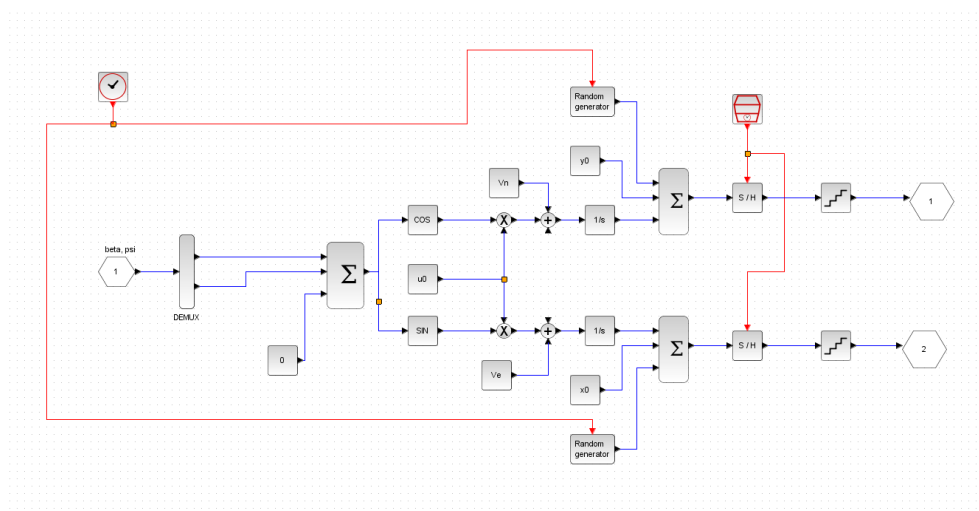 Random
generator
y0
Vn
S / H
Σ
COS
X
+
1/s
1
beta, psi
1
Σ
u0
DEMUX
SIN
X
+
1/s
Σ
S / H
2
0
Ve
x0
Random
generator